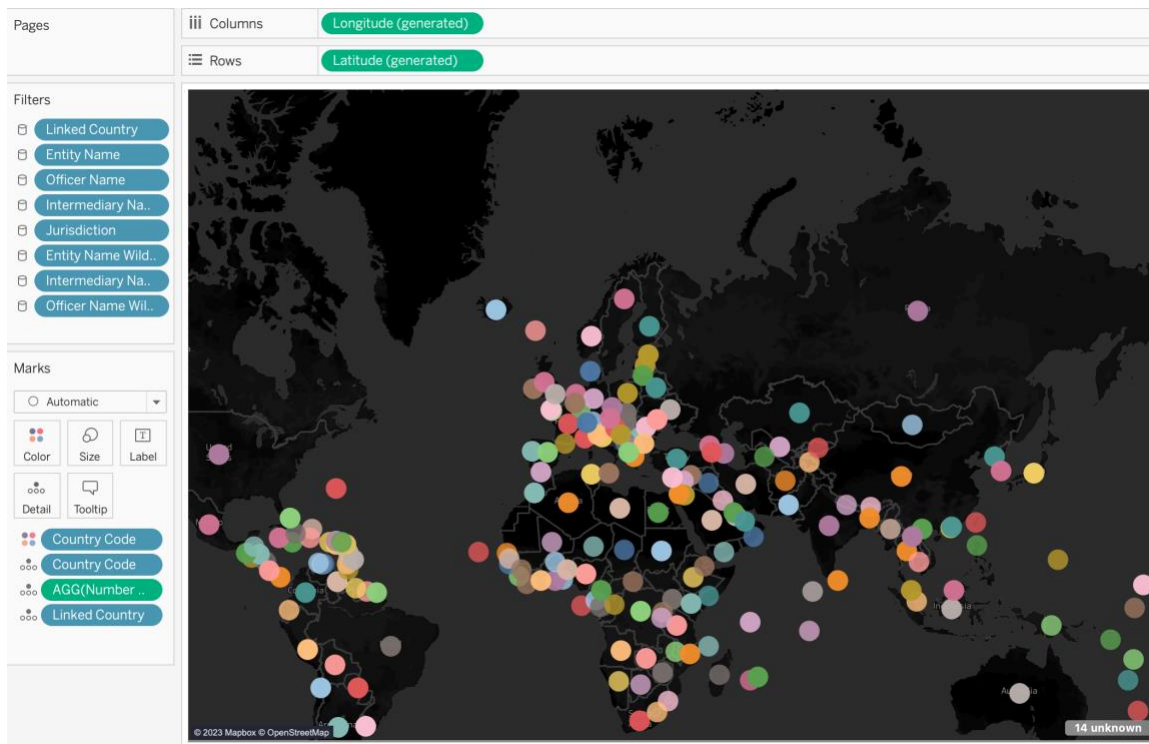 Pages
Columns
Longitude (generated)
Rows
Latitude (generated)
Filters
Linked Country
Entity Name
Officer Name
Intermediary Na..
Jurisdiction
Entity Name Wild..
Intermediary Na..
Officer Name Wil..
Marks
Automatic
Color
Size
Label
Detail
Tooltip
Country Code
Country Code
AGG(Number ..
Linked Country
© 2023 Mapbox © OpenStreetMap
14 unknown